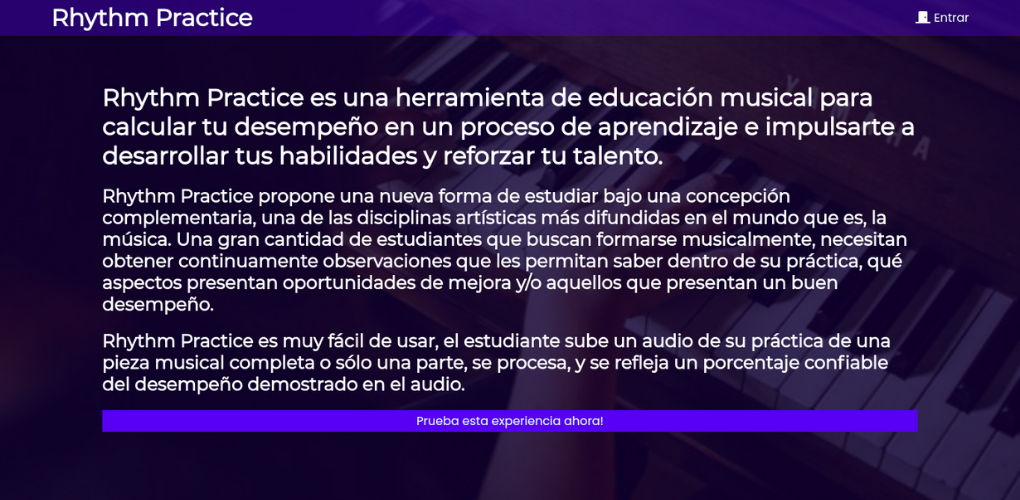 Rhythm Practice
Entrar
Rhythm Practice es una herramienta de educación musical para
calcular tu desempeño en un proceso de aprendizaje e impulsarte a
desarrollar tus habilidades y reforzar tu talento.
Rhythm Practice propone una nueva forma de estudiar bajo una concepción
complementaria, una de las disciplinas artísticas más difundidas en el mundo que es, la
música. Una gran cantidad de estudiantes que buscan formarse musicalmente, necesitan
obtener continuamente observaciones que les permitan saber dentro de su práctica, qué
aspectos presentan oportunidades de mejora y/o aquellos que presentan un buen
desempeño.
Rhythm Practice es muy fácil de usar, el estudiante sube un audio de su práctica de una
pieza musical completa o sólo una parte, se procesa, y se refleja un porcentaje confiable
del desempeño demostrado en el audio.
Prueba esta experiencia ahora!